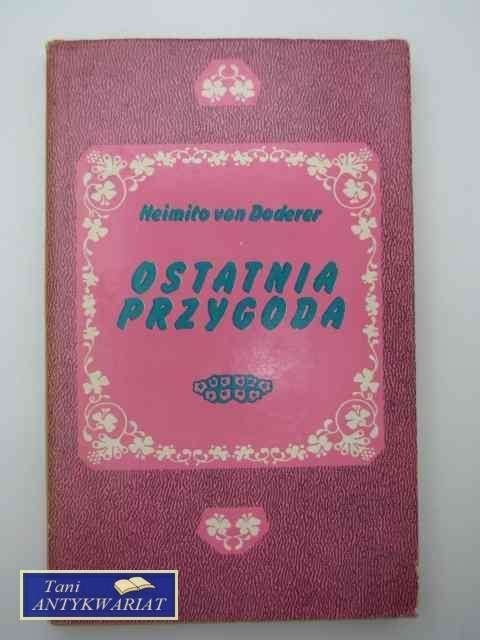 Heimito von Doderer
OSTATNIA
PRZYGODA
Tani
ANTYKWARIAT